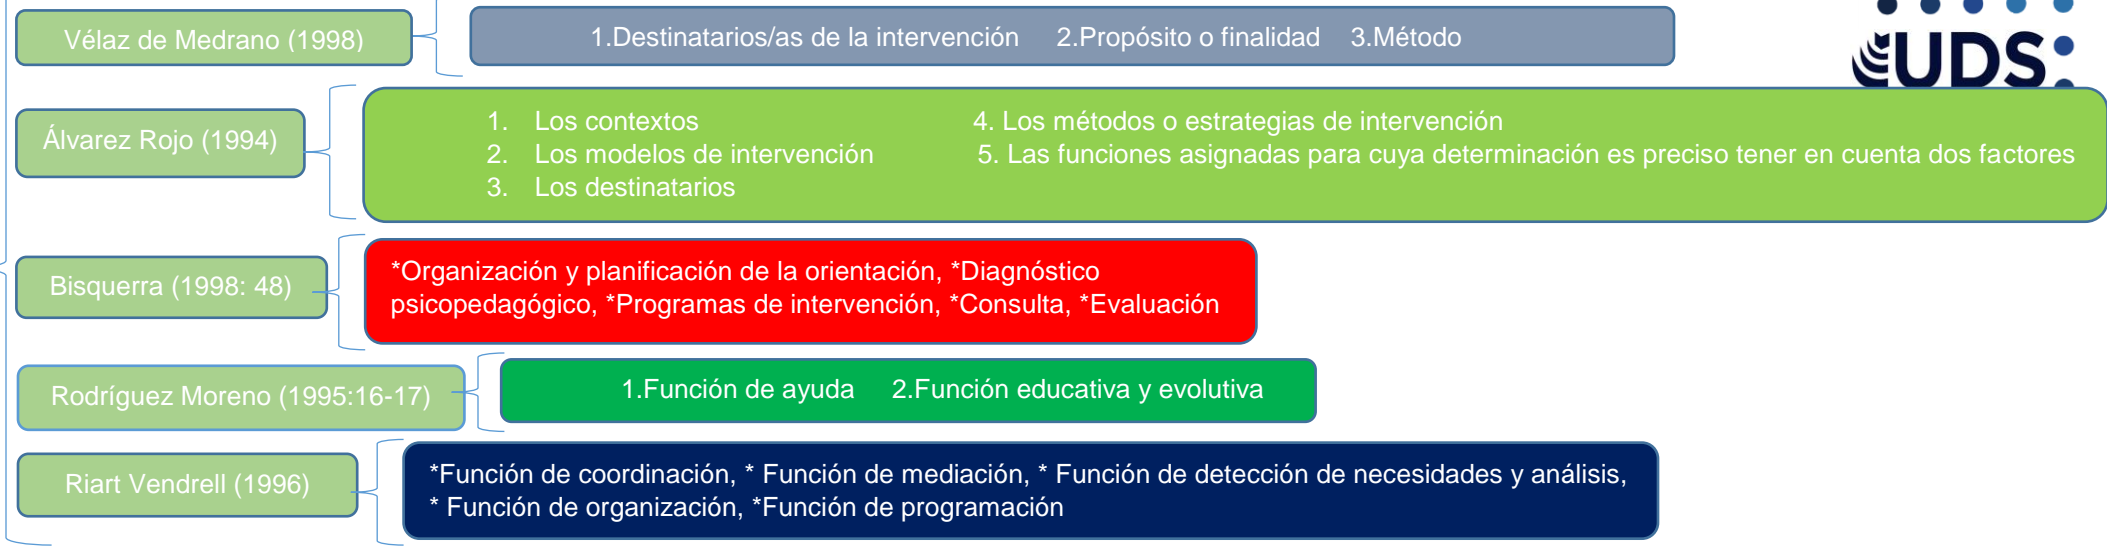 UDS
Vélaz de Medrano (1998)
1.Destinatarios/as de la intervención 2.Propósito o finalidad 3.Método
Álvarez Rojo (1994)
1. Los contextos
2. Los modelos de intervención
3. Los destinatarios
4. Los métodos o estrategias de intervención
5. Las funciones asignadas para cuya determinación es preciso tener en cuenta dos factores
Bisquerra (1998: 48)
*Organización y planificación de la orientación, *Diagnóstico
psicopedagógico, *Programas de intervención, *Consulta, *Evaluación
Rodríguez Moreno (1995:16-17)
1.Función de ayuda 2.Función educativa y evolutiva
Riart Vendrell (1996)
*Función de coordinación, * Función de mediación, * Función de detección de necesidades y análisis,
* Función de organización, *Función de programación